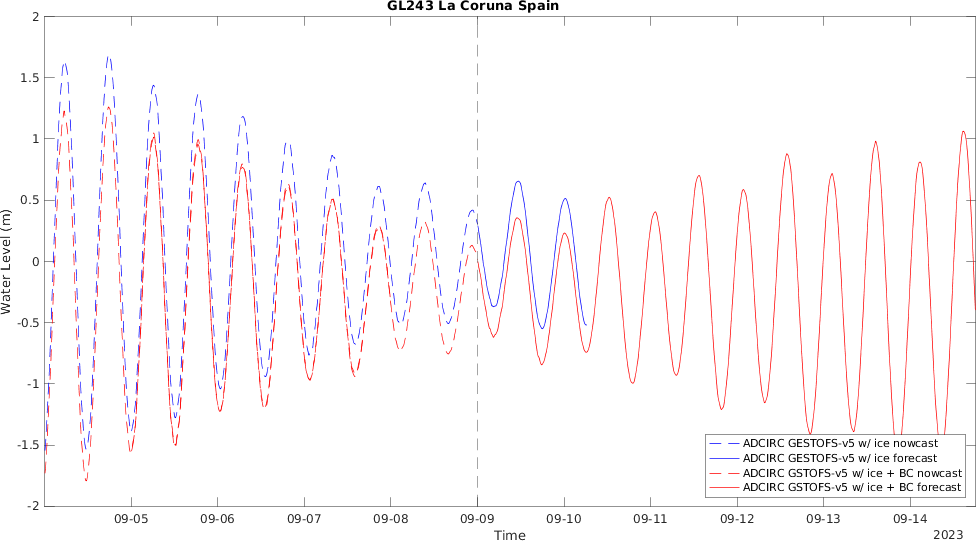 GL243 La Coruna Spain
Water Level (m)
2
1.5
1
0.5
0
-0.5
-1
-1.5
-2
ADCIRC GESTOFS-v5 w/ ice nowcast
ADCIRC GESTOFS-v5 w/ ice forecast
ADCIRC GSTOFS-v5 w/ ice + BC nowcast
ADCIRC GSTOFS-v5 w/ ice + BC forecast
09-05 09-06 09-07 09-08 09-09 09-10 09-11 09-12 09-13 09-14
Time
2023